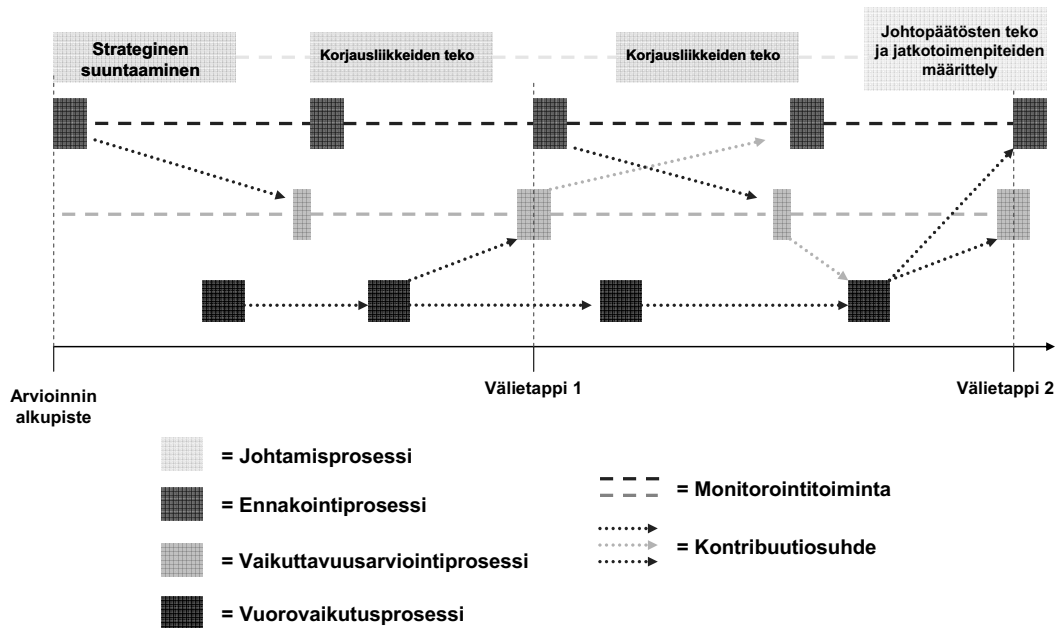 Strateginen
suuntaaminen
Korjausliikkeiden teko
Korjausliikkeiden teko
Johtopäätösten teko
ja jatkotoimenpiteiden
määrittely
Arvioinnin
alkupiste
Välietappi 1
Välietappi 2
= Johtamisprosessi
= Ennakointiprosessi
= Vaikuttavuusarviointiprosessi
= Vuorovaikutusprosessi
= Monitorointitoiminta
= Kontribuutiosuhde